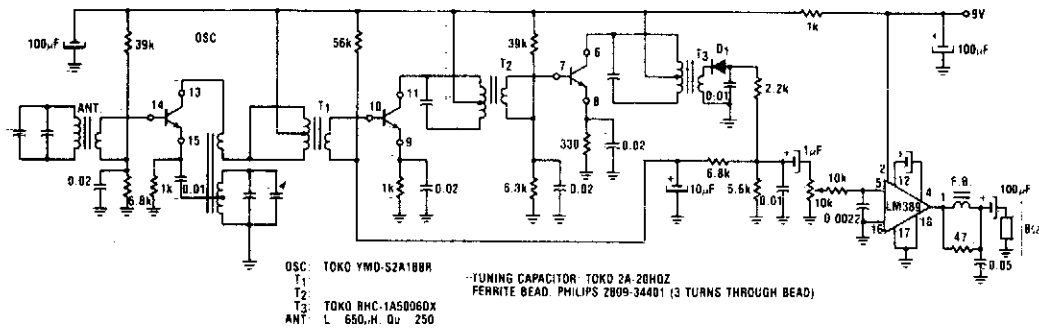 9V
1k
100µF
39k
OSC
56k
39k
100µF
6
7
T3
D1
T2
8
0.01
2.2k
13
11
14
ANT
T1
10
15
9
330
0.02
1µF
0.02
1k
0.01
6.8k
1k
0.02
6.3k
0.02
10µF
6.8k
5.6k
0.01
10k
10k
0.0022
2
12
5
4
LM389
16
17
18
1
F.B.
100µF
8Ω
47
0.05
OSC: TOKO YMO-S2A188R
T1
T2
T3 TOKO RHC-1A5006DX
ANT: L 650µH, Qu 250
TUNING CAPACITOR: TOKO 2A-20HQZ
FERRITE BEAD: PHILIPS 2809-34401 (3 TURNS THROUGH BEAD)